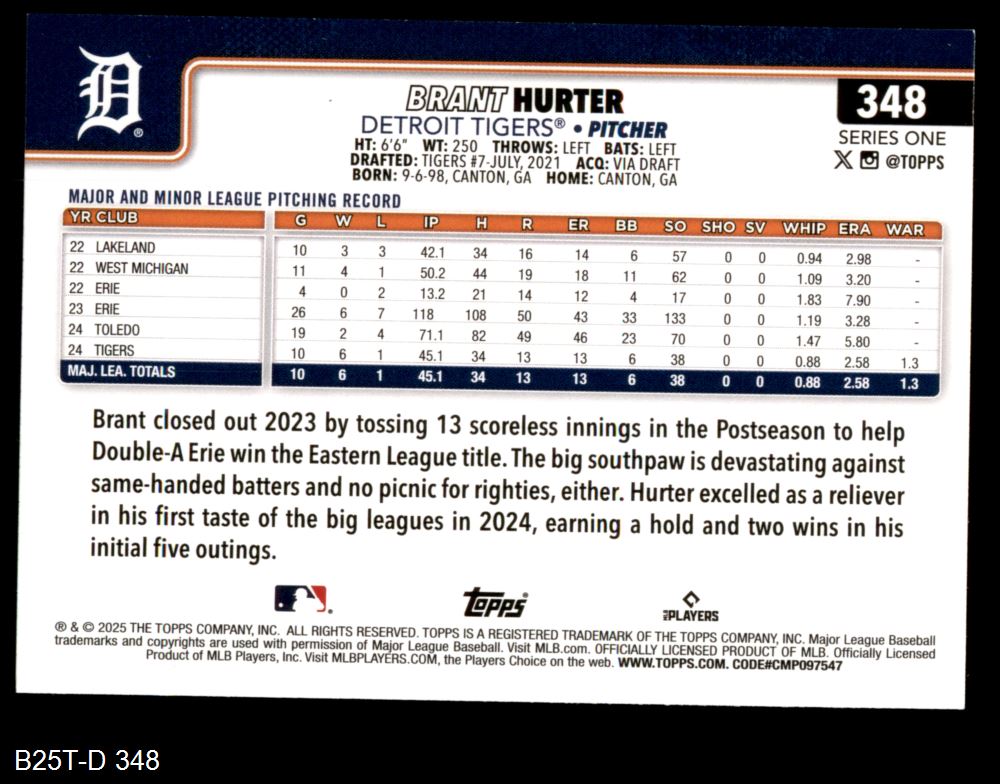 D
®
BRANT HURTER
348
DETROIT TIGERS® • PITCHER
SERIES ONE
HT: 6'6" WT: 250 THROWS: LEFT BATS: LEFT
@TOPPS
DRAFTED: TIGERS #7-JULY, 2021 ACQ: VIA DRAFT
BORN: 9-6-98, CANTON, GA HOME: CANTON, GA
MAJOR AND MINOR LEAGUE PITCHING RECORD
YR CLUB G W L IP H R ER BB SO SHO SV WHIP ERA WAR
22 LAKELAND 10 3 3 42.1 34 16 14 6 57 0 0 0.94 2.98 -
22 WEST MICHIGAN 11 4 1 50.2 44 19 18 11 62 0 0 1.09 3.20 -
22 ERIE 4 0 2 13.2 21 14 12 4 17 0 0 1.83 7.90 -
23 ERIE 26 6 7 118 108 50 43 33 133 0 0 1.19 3.28 -
24 TOLEDO 19 2 4 71.1 82 49 46 23 70 0 0 1.47 5.80 -
24 TIGERS 10 6 1 45.1 34 13 13 6 38 0 0 0.88 2.58 1.3
MAJ. LEA. TOTALS 10 6 1 45.1 34 13 13 6 38 0 0 0.88 2.58 1.3
Brant closed out 2023 by tossing 13 scoreless innings in the Postseason to help
Double-A Erie win the Eastern League title. The big southpaw is devastating against
same-handed batters and no picnic for righties, either. Hurter excelled as a reliever
in his first taste of the big leagues in 2024, earning a hold and two wins in his
initial five outings.
Topps®
PLAYERS
® & © 2025 THE TOPPS COMPANY, INC. ALL RIGHTS RESERVED. TOPPS IS A REGISTERED TRADEMARK OF THE TOPPS COMPANY, INC. Major League Baseball
trademarks and copyrights are used with permission of Major League Baseball. Visit MLB.com. OFFICIALLY LICENSED PRODUCT OF MLB. Officially Licensed
Product of MLB Players, Inc. Visit MLBPLAYERS.COM, the Players Choice on the web. WWW.TOPPS.COM. CODE#CMP097547
B25T-D 348